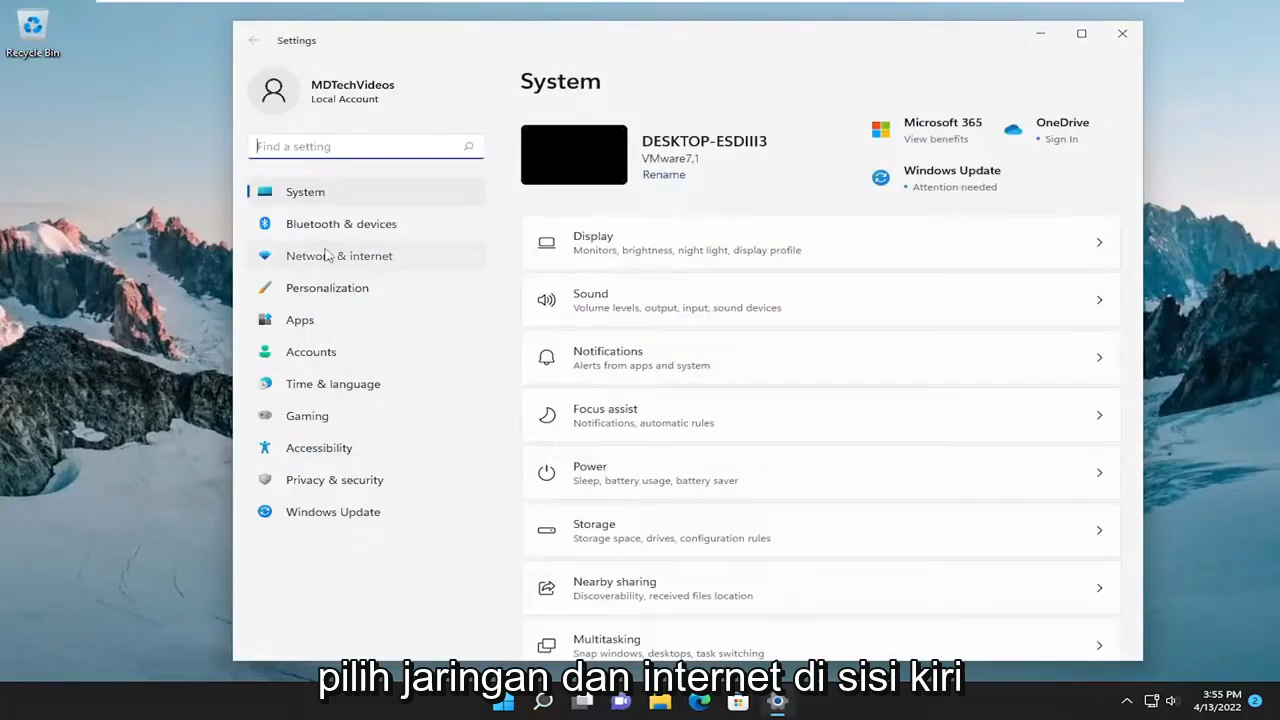 Recycle Bin
Settings
MDTechVideos
Local Account
Find a setting
System
Bluetooth & devices
Network & internet
Personalization
Apps
Accounts
Time & language
Gaming
Accessibility
Privacy & security
Windows Update
System
DESKTOP-ESDIII3
VMware7,1
Rename
Microsoft 365
View benefits
OneDrive
• Sign In
Windows Update
• Attention needed
Display
Monitors, brightness, night light, display profile
Sound
Volume levels, output, input, sound devices
Notifications
Alerts from apps and system
Focus assist
Notifications, automatic rules
Power
Sleep, battery usage, battery saver
Storage
Storage space, drives, configuration rules
Nearby sharing
Discoverability, received files location
Multitasking
Snap windows, desktops, task switching
pilih jaringan dan internet di sisi kiri
3:55 PM
4/13/2022
2